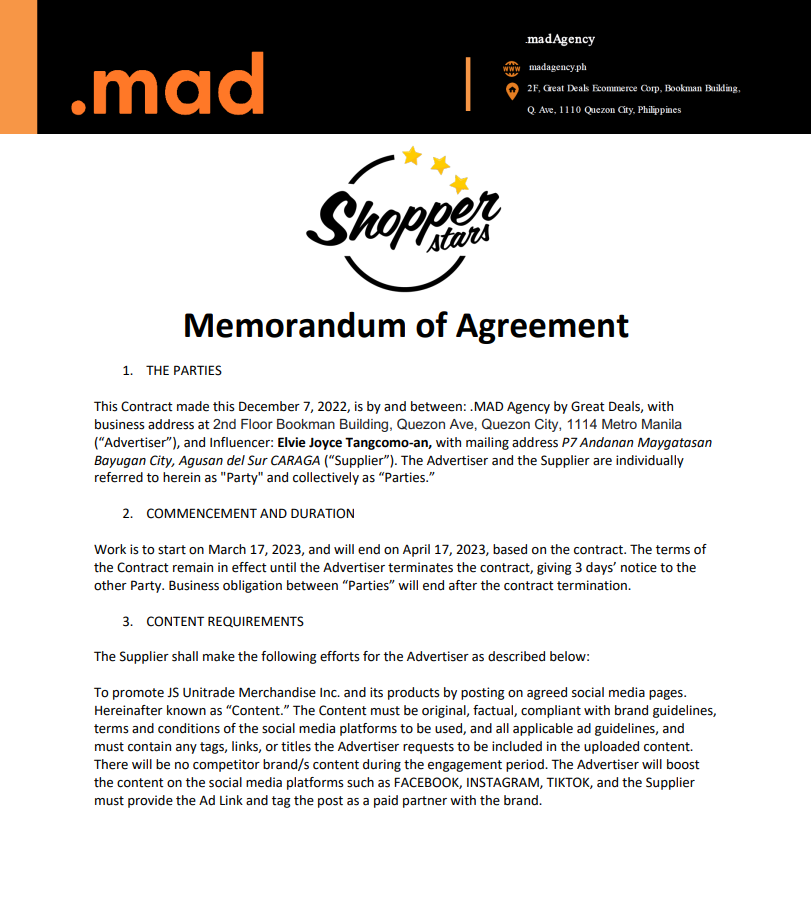 .madAgency
.mad
www
madagency.ph
2F, Great Deals Ecommerce Corp, Bookman Building,
Q. Ave, 1110 Quezon City, Philippines
Shopper
stars
Memorandum of Agreement
1. THE PARTIES
This Contract made this December 7, 2022, is by and between: .MAD Agency by Great Deals, with
business address at 2nd Floor Bookman Building, Quezon Ave, Quezon City, 1114 Metro Manila
(“Advertiser”), and Influencer: Elvie Joyce Tangcomo-an, with mailing address P7 Andanan Maygatasan
Bayugan City, Agusan del Sur CARAGA (“Supplier”). The Advertiser and the Supplier are individually
referred to herein as "Party" and collectively as “Parties.”
2. COMMENCEMENT AND DURATION
Work is to start on March 17, 2023, and will end on April 17, 2023, based on the contract. The terms of
the Contract remain in effect until the Advertiser terminates the contract, giving 3 days’ notice to the
other Party. Business obligation between “Parties” will end after the contract termination.
3. CONTENT REQUIREMENTS
The Supplier shall make the following efforts for the Advertiser as described below:
To promote JS Unitrade Merchandise Inc. and its products by posting on agreed social media pages.
Hereinafter known as “Content.” The Content must be original, factual, compliant with brand guidelines,
terms and conditions of the social media platforms to be used, and all applicable ad guidelines, and
must contain any tags, links, or titles the Advertiser requests to be included in the uploaded content.
There will be no competitor brand/s content during the engagement period. The Advertiser will boost
the content on the social media platforms such as FACEBOOK, INSTAGRAM, TIKTOK, and the Supplier
must provide the Ad Link and tag the post as a paid partner with the brand.